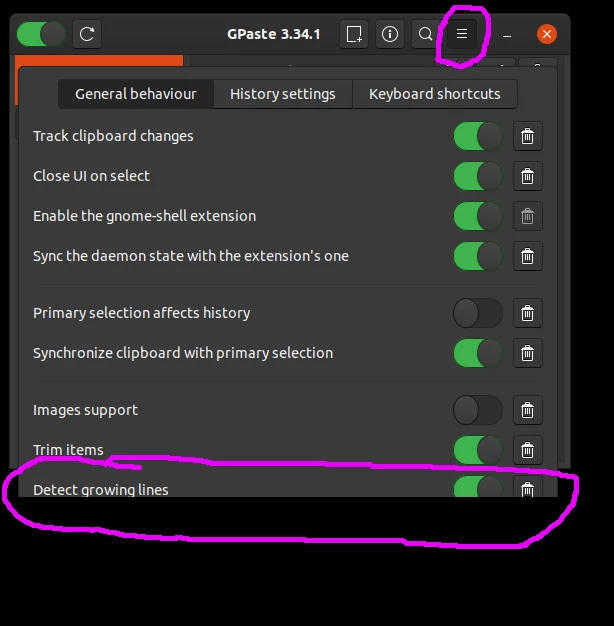 GPaste 3.34.1
General behaviour History settings Keyboard shortcuts
Track clipboard changes
Close UI on select
Enable the gnome-shell extension
Sync the daemon state with the extension's one
Primary selection affects history
Synchronize clipboard with primary selection
Images support
Trim items
Detect growing lines